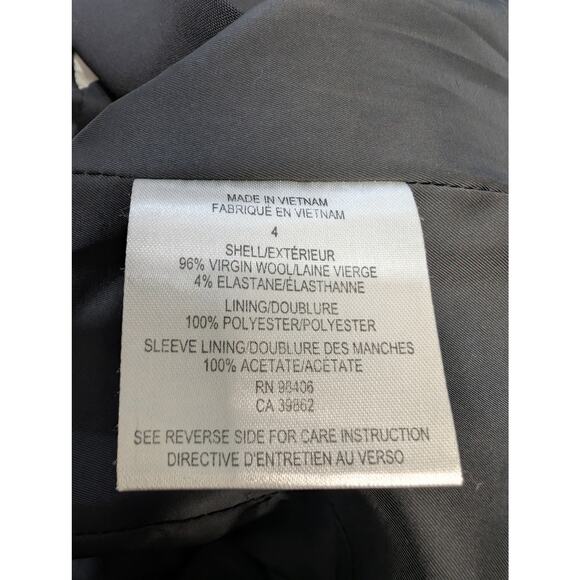 MADE IN VIETNAM
FABRIQUÉ EN VIETNAM
4
SHELL/EXTÉRIEUR
96% VIRGIN WOOL/LAINE VIERGE
4% ELASTANE/ÉLASTHANNE
LINING/DOUBLURE
100% POLYESTER/POLYESTER
SLEEVE LINING/DOUBLURE DES MANCHES
100% ACETATE/ACÉTATE
RN 98406
CA 39862
SEE REVERSE SIDE FOR CARE INSTRUCTION
DIRECTIVE D'ENTRETIEN AU VERSO